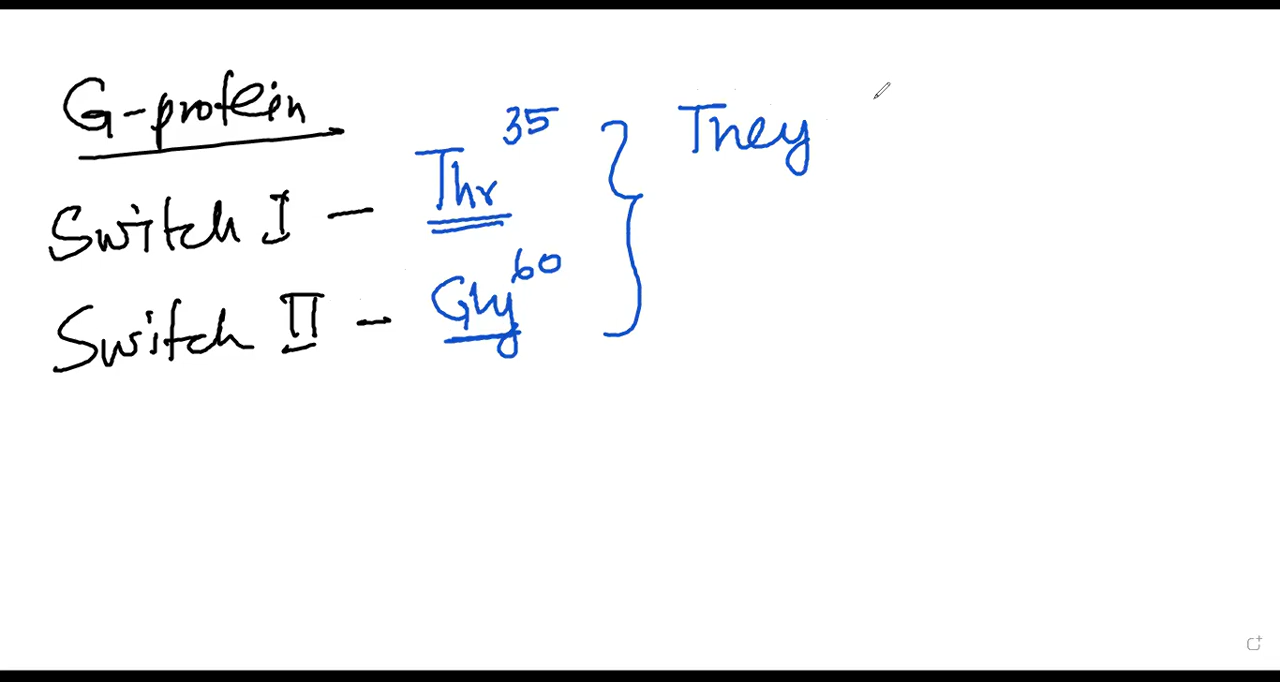 G-protein
Switch I - Thr 35
Switch II - Gly 60
They